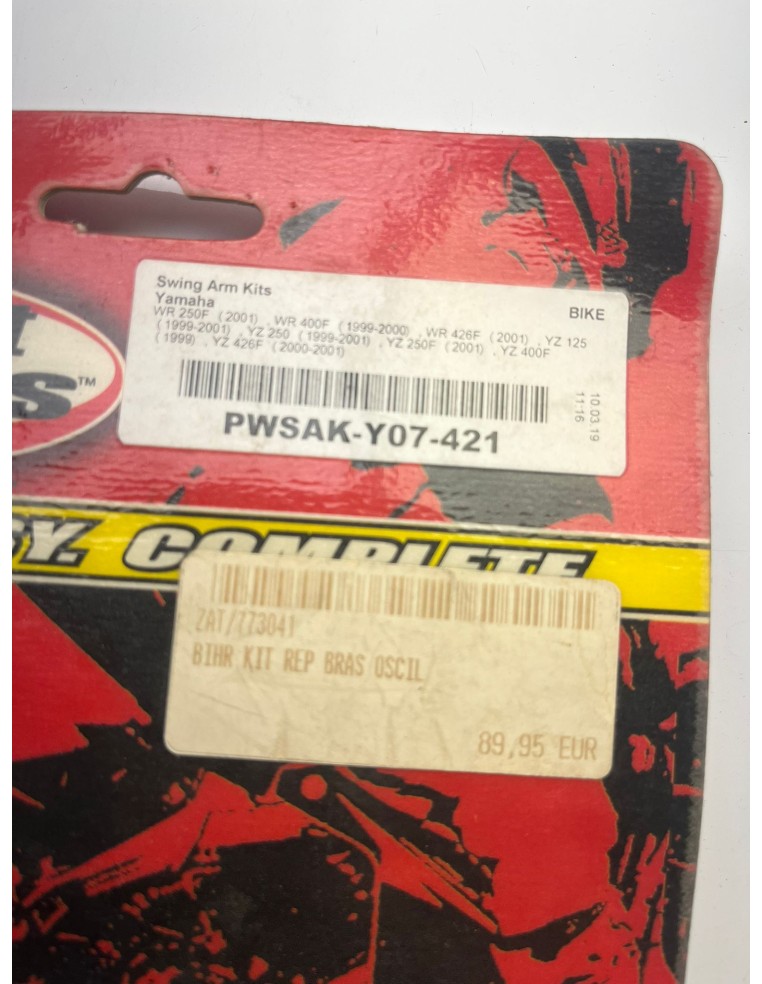 Swing Arm Kits
Yamaha
BIKE
WR 250F (2001) , WR 400F (1999-2000) , WR 426F (2001) , YZ 125
(1999-2001) , YZ 250 (1999-2001) , YZ 250F (2001) , YZ 400F
(1999) , YZ 426F (2000-2001)
10.03.19
11:16
PWSAK-Y07-421
TM
COMPLETE
ZAT/773041
BIHR KIT REP BRAS OSCIL
89,95 EUR